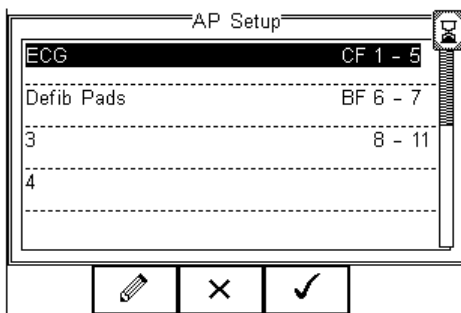 AP Setup
ECG CF 1 - 5
Defib Pads BF 6 - 7
3 8 - 11
4